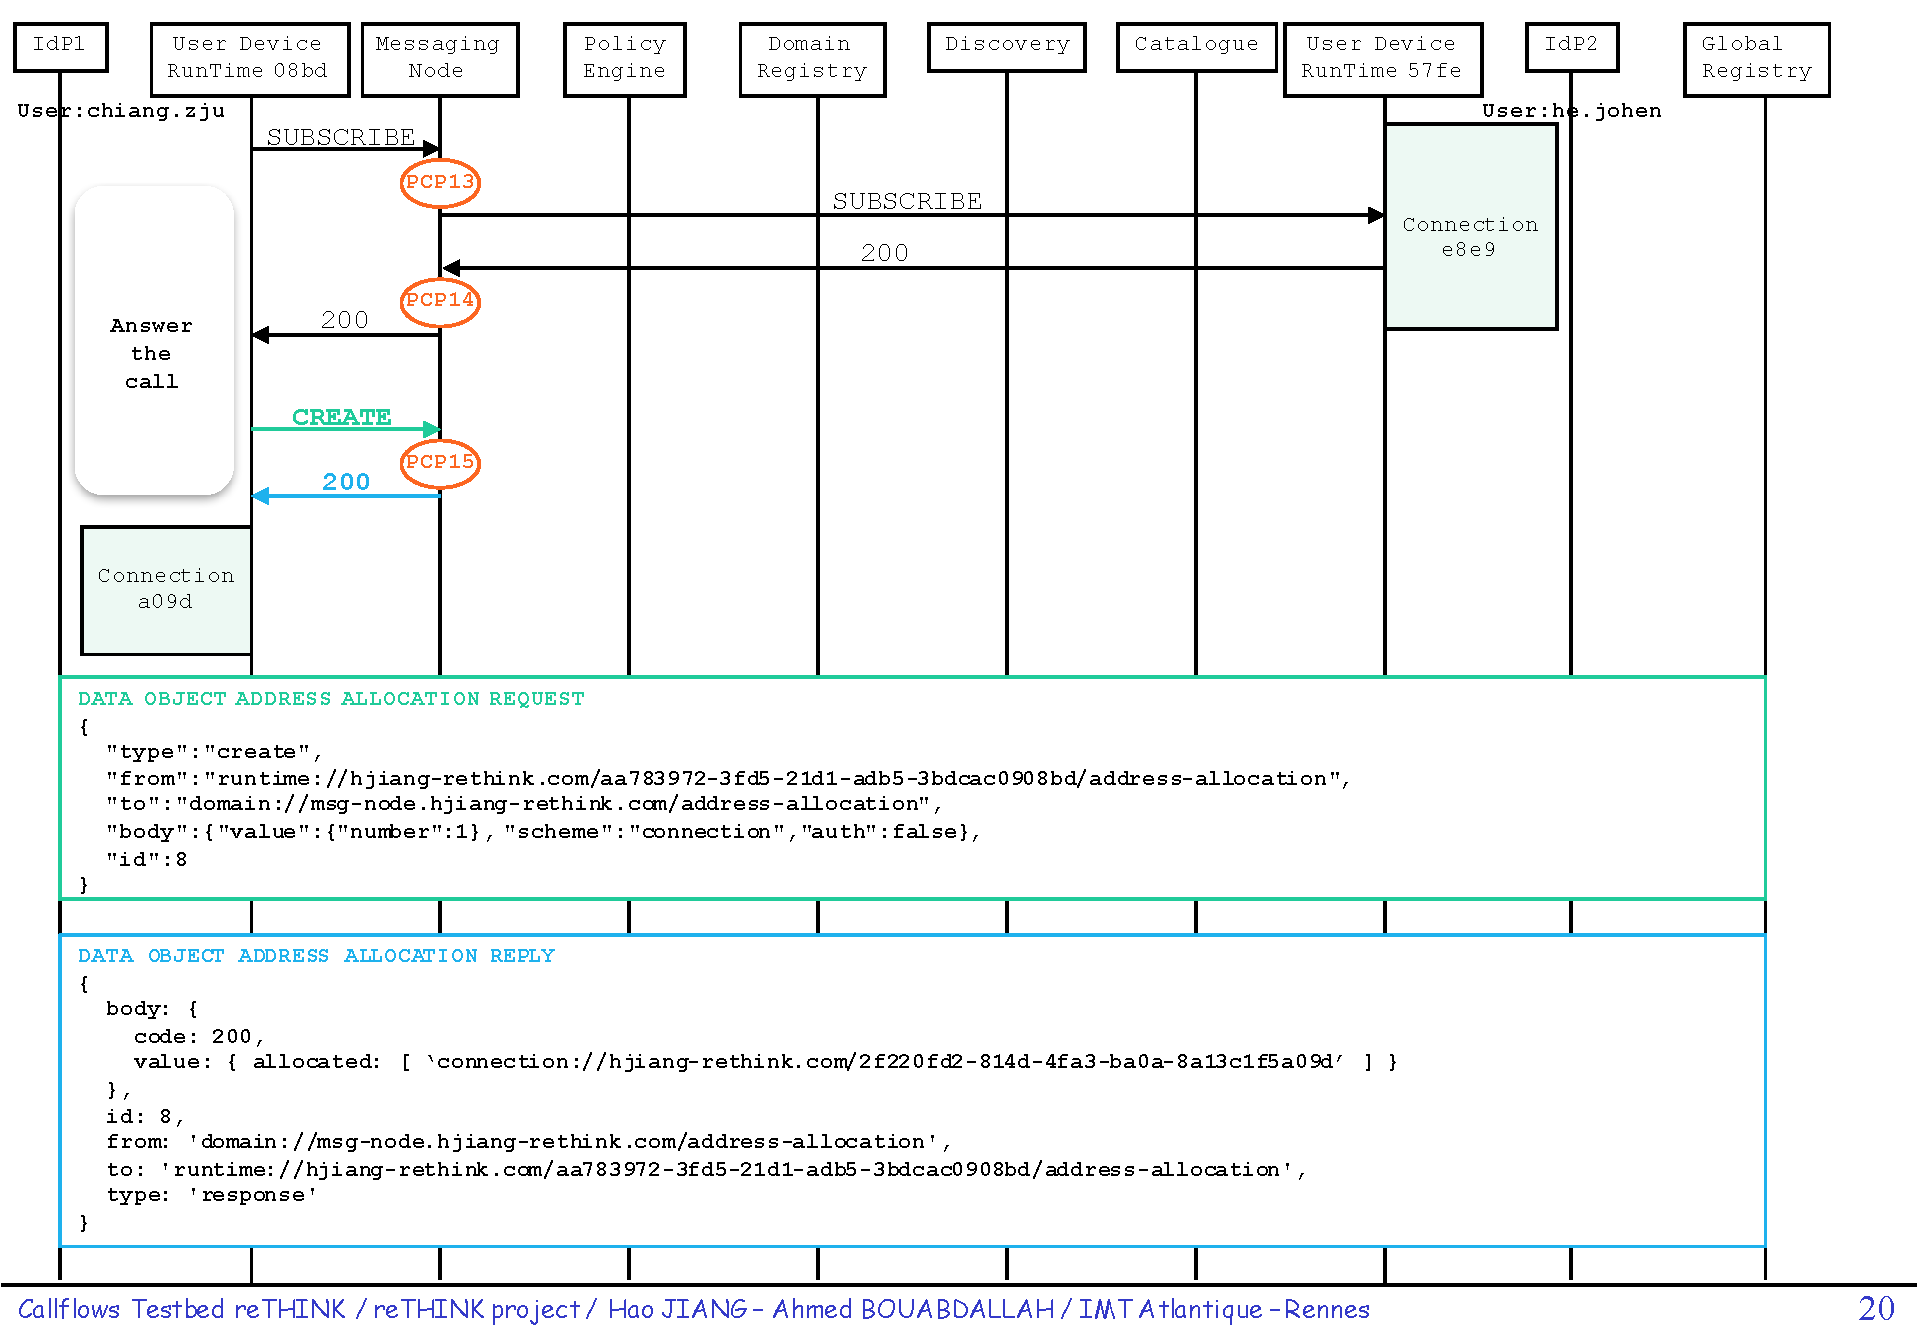 IdP1
User Device
RunTime 08bd
Messaging
Node
Policy
Engine
Domain
Registry
Discovery
Catalogue
User Device
RunTime 57fe
IdP2
Global
Registry
User:chiang.zju
User:he.johen
SUBSCRIBE
PCP13
SUBSCRIBE
Connection
e8e9
200
PCP14
200
Answer
the
call
CREATE
PCP15
200
Connection
a09d
DATA OBJECT ADDRESS ALLOCATION REQUEST
{
"type":"create",
"from":"runtime://hjiang-rethink.com/aa783972-3fd5-21d1-adb5-3bdcac0908bd/address-allocation",
"to":"domain://msg-node.hjiang-rethink.com/address-allocation",
"body":{"value":{"number":1}, "scheme":"connection","auth":false},
"id":8
}
DATA OBJECT ADDRESS ALLOCATION REPLY
{
body: {
code: 200,
value: { allocated: [ ‘connection://hjiang-rethink.com/2f220fd2-814d-4fa3-ba0a-8a13c1f5a09d’ ] }
},
id: 8,
from: 'domain://msg-node.hjiang-rethink.com/address-allocation',
to: 'runtime://hjiang-rethink.com/aa783972-3fd5-21d1-adb5-3bdcac0908bd/address-allocation',
type: 'response'
}
Callflows Testbed reTHINK / reTHINK project / Hao JIANG – Ahmed BOUABDALLAH / IMT Atlantique – Rennes
20